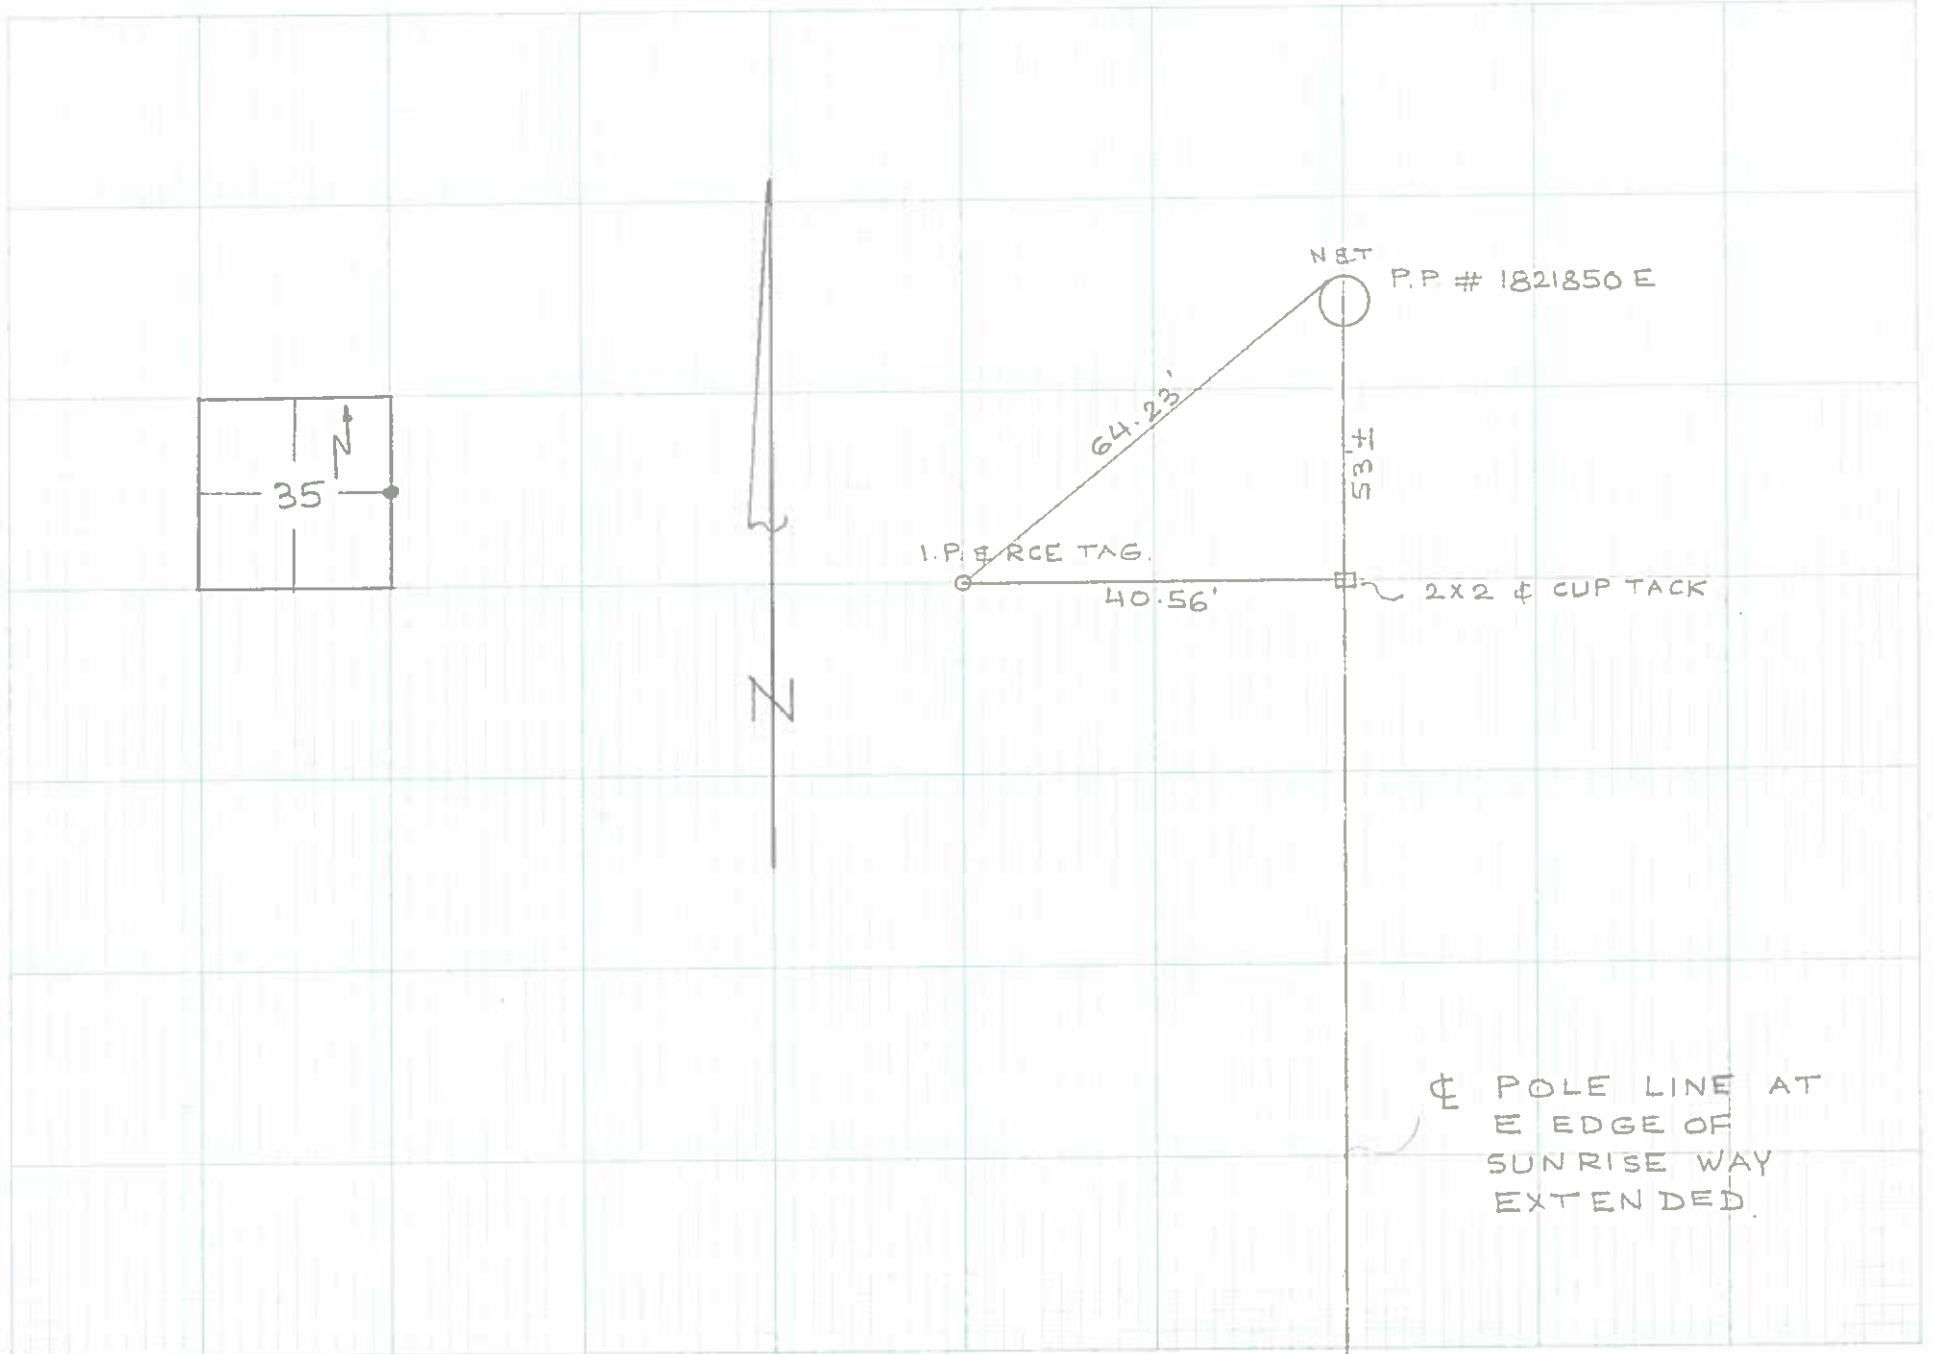 N
35
N
N&T
P.P. # 1821850 E
64.23'
53'±
I.P. & RCE TAG.
40.56'
2X2 ¢ CUP TACK
℄ POLE LINE AT
E EDGE OF
SUNRISE WAY
EXTENDED.